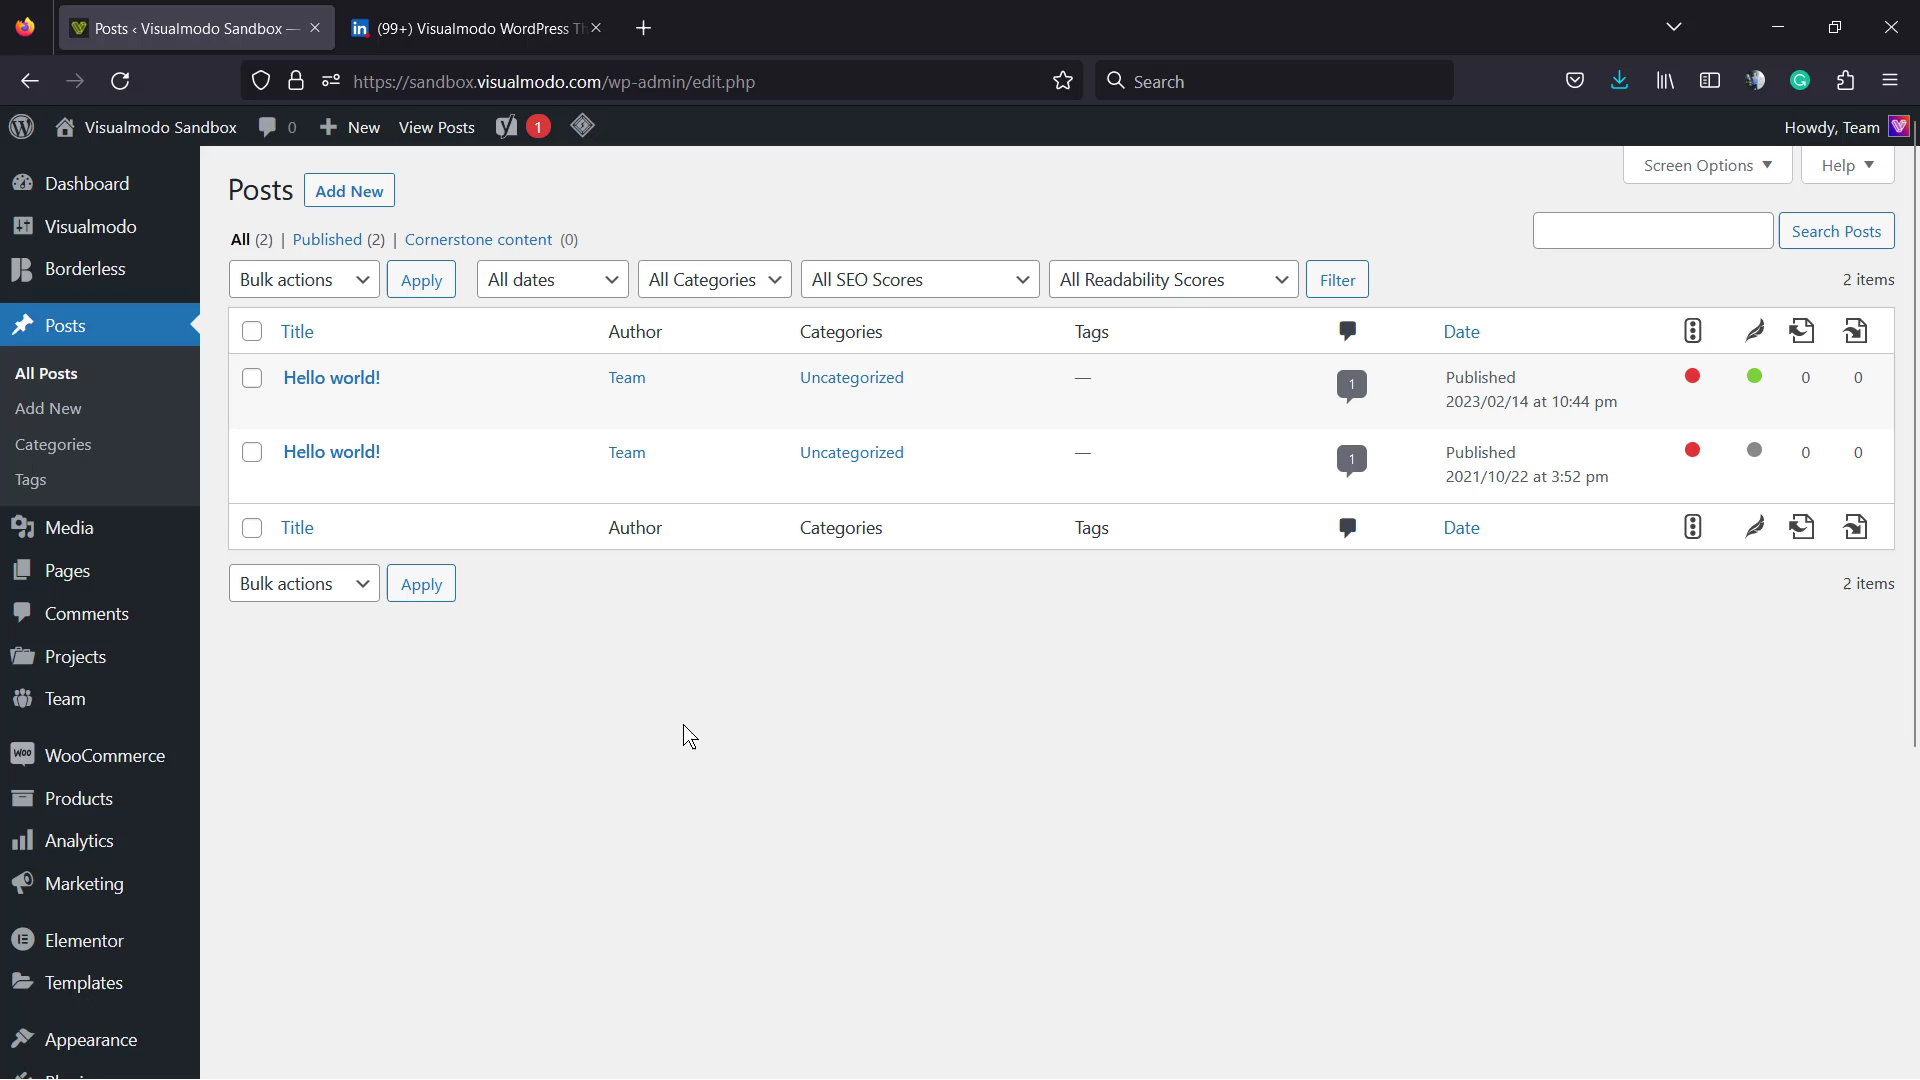 Posts ‹ Visualmodo Sandbox —
(99+) Visualmodo WordPress Th
https://sandbox.visualmodo.com/wp-admin/edit.php
Search
Visualmodo Sandbox
0
New
View Posts
1
Howdy, Team
Dashboard
Visualmodo
Borderless
Posts
All Posts
Add New
Categories
Tags
Media
Pages
Comments
Projects
Team
WooCommerce
Products
Analytics
Marketing
Elementor
Templates
Appearance
Screen Options
Help
Posts
Add New
All (2) | Published (2) | Cornerstone content (0)
Search Posts
Bulk actions
Apply
All dates
All Categories
All SEO Scores
All Readability Scores
Filter
2 items
Title Author Categories Tags Date
Hello world! Team Uncategorized — 1 Published 0 0
2023/02/14 at 10:44 pm
Hello world! Team Uncategorized — 1 Published 0 0
2021/10/22 at 3:52 pm
Title Author Categories Tags Date
Bulk actions
Apply
2 items